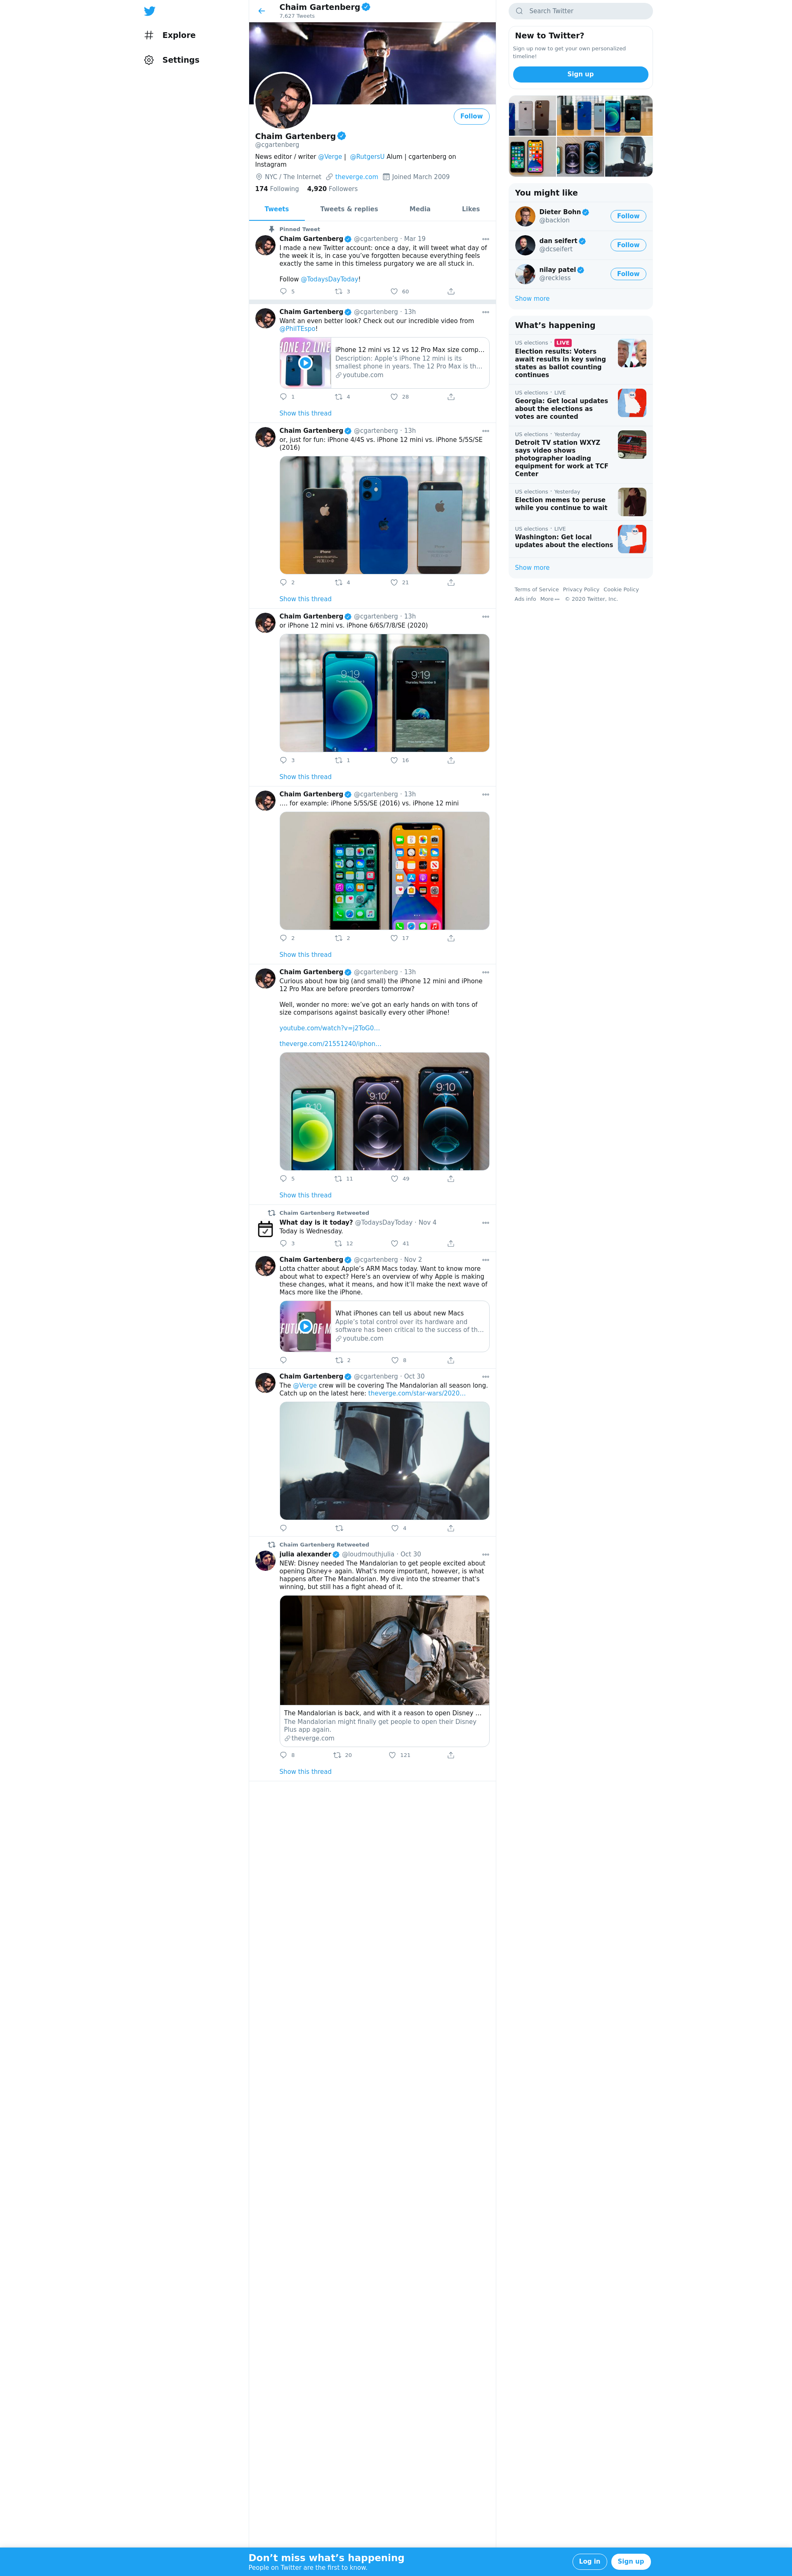 Explore
Settings
Chaim Gartenberg
7,627 Tweets
Follow
Chaim Gartenberg
@cgartenberg
News editor / writer @Verge | @RutgersU Alum | cgartenberg on
Instagram
NYC / The Internet theverge.com Joined March 2009
174 Following 4,920 Followers
Tweets Tweets & replies Media Likes
Pinned Tweet
Chaim Gartenberg @cgartenberg · Mar 19
I made a new Twitter account: once a day, it will tweet what day of
the week it is, in case you've forgotten because everything feels
exactly the same in this timeless purgatory we are all stuck in.
Follow @TodaysDayToday!
5 3 60
Chaim Gartenberg @cgartenberg · 13h
Want an even better look? Check out our incredible video from
@PhilTEspo!
iPhone 12 mini vs 12 vs 12 Pro Max size comp...
Description: Apple's iPhone 12 mini is its
smallest phone in years. The 12 Pro Max is th...
youtube.com
1 4 28
Show this thread
Chaim Gartenberg @cgartenberg · 13h
or, just for fun: iPhone 4/4S vs. iPhone 12 mini vs. iPhone 5/5S/SE
(2016)
2 4 21
Show this thread
Chaim Gartenberg @cgartenberg · 13h
or iPhone 12 mini vs. iPhone 6/6S/7/8/SE (2020)
9:19 9:19
3 1 16
Show this thread
Chaim Gartenberg @cgartenberg · 13h
.... for example: iPhone 5/5S/SE (2016) vs. iPhone 12 mini
2 2 17
Show this thread
Chaim Gartenberg @cgartenberg · 13h
Curious about how big (and small) the iPhone 12 mini and iPhone
12 Pro Max are before preorders tomorrow?
Well, wonder no more: we've got an early hands on with tons of
size comparisons against basically every other iPhone!
youtube.com/watch?v=j2ToG0...
theverge.com/21551240/iphon...
9:10 9:10 9:10
5 11 49
Show this thread
Chaim Gartenberg Retweeted
What day is it today? @TodaysDayToday · Nov 4
Today is Wednesday.
3 12 41
Chaim Gartenberg @cgartenberg · Nov 2
Lotta chatter about Apple's ARM Macs today. Want to know more
about what to expect? Here's an overview of why Apple is making
these changes, what it means, and how it'll make the next wave of
Macs more like the iPhone.
What iPhones can tell us about new Macs
Apple's total control over its hardware and
software has been critical to the success of th...
youtube.com
2 8
Chaim Gartenberg @cgartenberg · Oct 30
The @Verge crew will be covering The Mandalorian all season long.
Catch up on the latest here: theverge.com/star-wars/2020...
4
Chaim Gartenberg Retweeted
julia alexander @loudmouthjulia · Oct 30
NEW: Disney needed The Mandalorian to get people excited about
opening Disney+ again. What's more important, however, is what
happens after The Mandalorian. My dive into the streamer that's
winning, but still has a fight ahead of it.
The Mandalorian is back, and with it a reason to open Disney ...
The Mandalorian might finally get people to open their Disney
Plus app again.
theverge.com
8 20 121
Show this thread
Search Twitter
New to Twitter?
Sign up now to get your own personalized
timeline!
Sign up
You might like
Dieter Bohn
@backlon
Follow
dan seifert
@dcseifert
Follow
nilay patel
@reckless
Follow
Show more
What's happening
US elections · LIVE
Election results: Voters
await results in key swing
states as ballot counting
continues
US elections · LIVE
Georgia: Get local updates
about the elections as
votes are counted
US elections · Yesterday
Detroit TV station WXYZ
says video shows
photographer loading
equipment for work at TCF
Center
US elections · Yesterday
Election memes to peruse
while you continue to wait
US elections · LIVE
Washington: Get local
updates about the elections
Show more
Terms of Service Privacy Policy Cookie Policy
Ads info More © 2020 Twitter, Inc.
Don't miss what's happening
People on Twitter are the first to know.
Log in Sign up